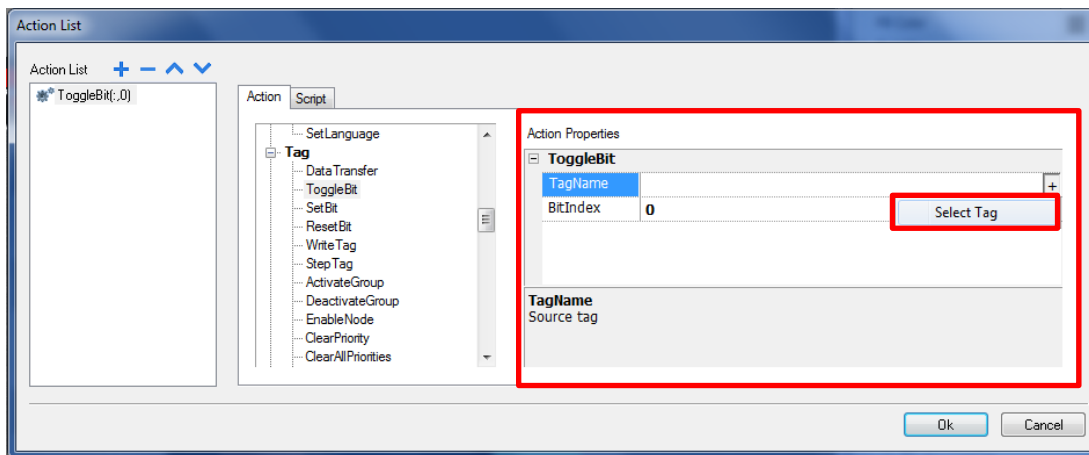 Action List
Action List
ToggleBit(:,0)
Action Script
SetLanguage
Tag
DataTransfer
ToggleBit
SetBit
ResetBit
WriteTag
StepTag
ActivateGroup
DeactivateGroup
EnableNode
ClearPriority
ClearAllPriorities
Action Properties
ToggleBit
TagName
BitIndex 0
Select Tag
TagName
Source tag
Ok Cancel